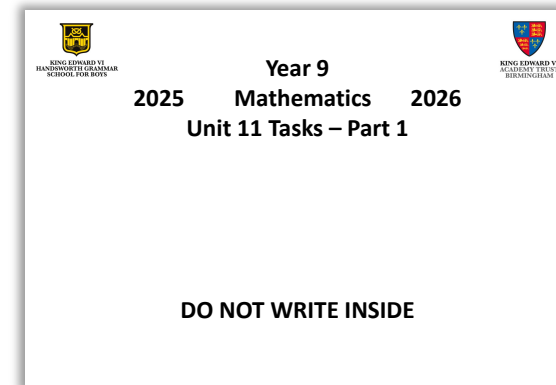 KING EDWARD VI
HANDSWORTH GRAMMAR
SCHOOL FOR BOYS
KING EDWARD VI
ACADEMY TRUST
BIRMINGHAM
Year 9
2025 Mathematics 2026
Unit 11 Tasks – Part 1
DO NOT WRITE INSIDE